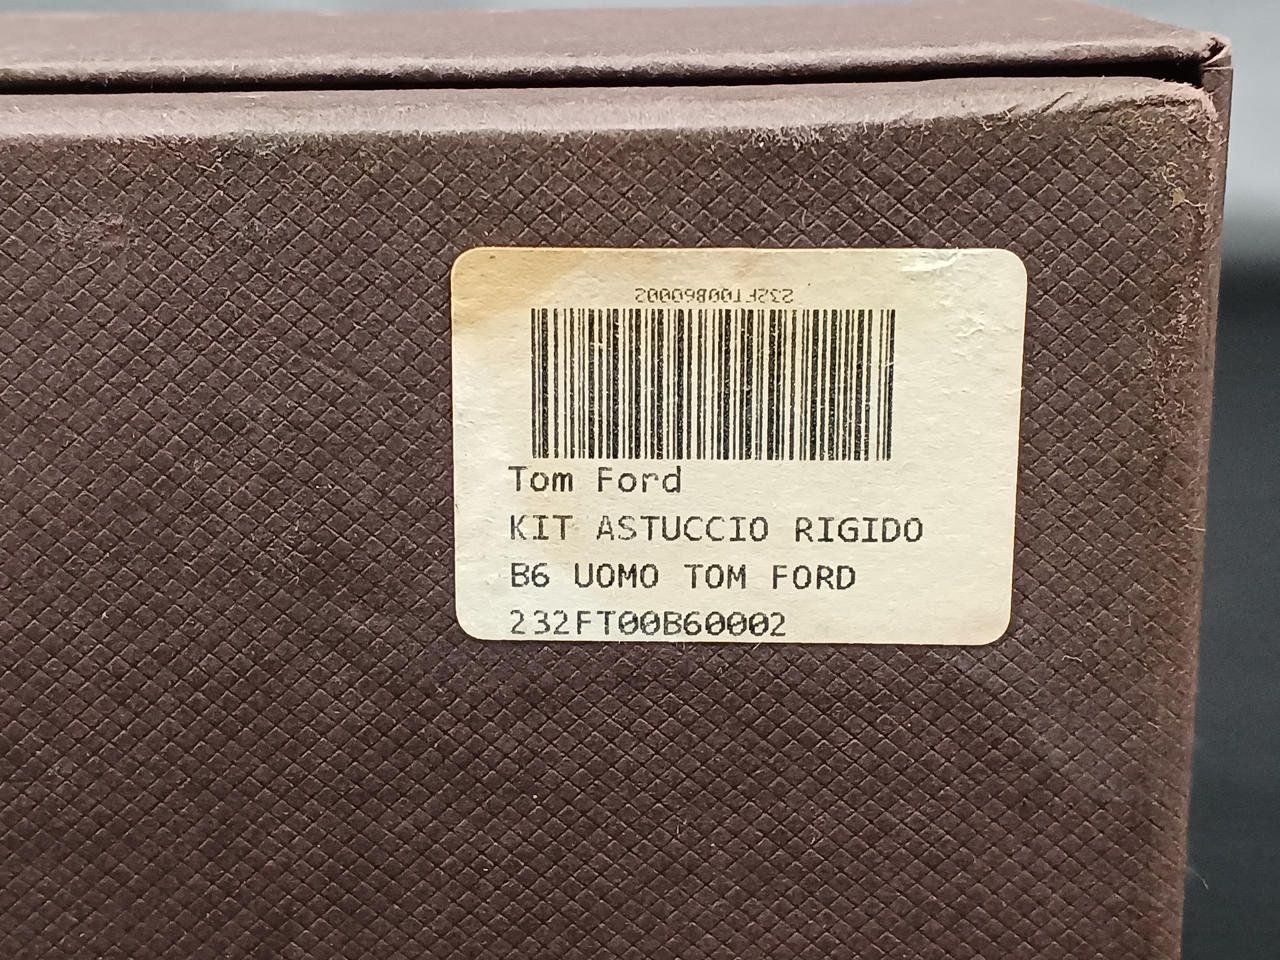 232FT00B60002
Tom Ford
KIT ASTUCCIO RIGIDO
B6 UOMO TOM FORD
232FT00B60002